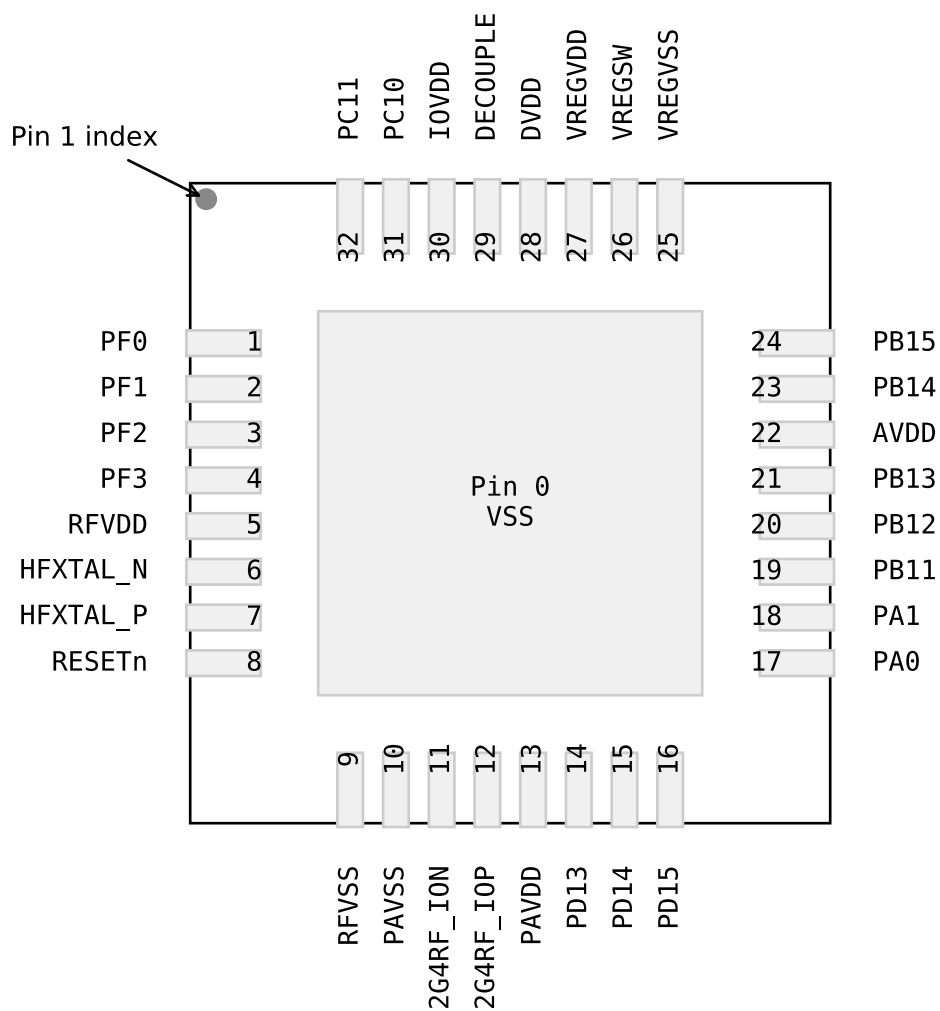 PC11
PC10
IOVDD
DECOUPLE
DVDD
VREGVDD
VREGSW
VREGVSS
Pin 1 index
32
31
30
29
28
27
26
25
PF0 1 24 PB15
PF1 2 23 PB14
PF2 3 22 AVDD
PF3 4 21 PB13
Pin 0
VSS
RFVDD 5 20 PB12
HFXTAL_N 6 19 PB11
HFXTAL_P 7 18 PA1
RESETn 8 17 PA0
9
10
11
12
13
14
15
16
RFVSS
PAVSS
2G4RF_ION
2G4RF_IOP
PAVDD
PD13
PD14
PD15